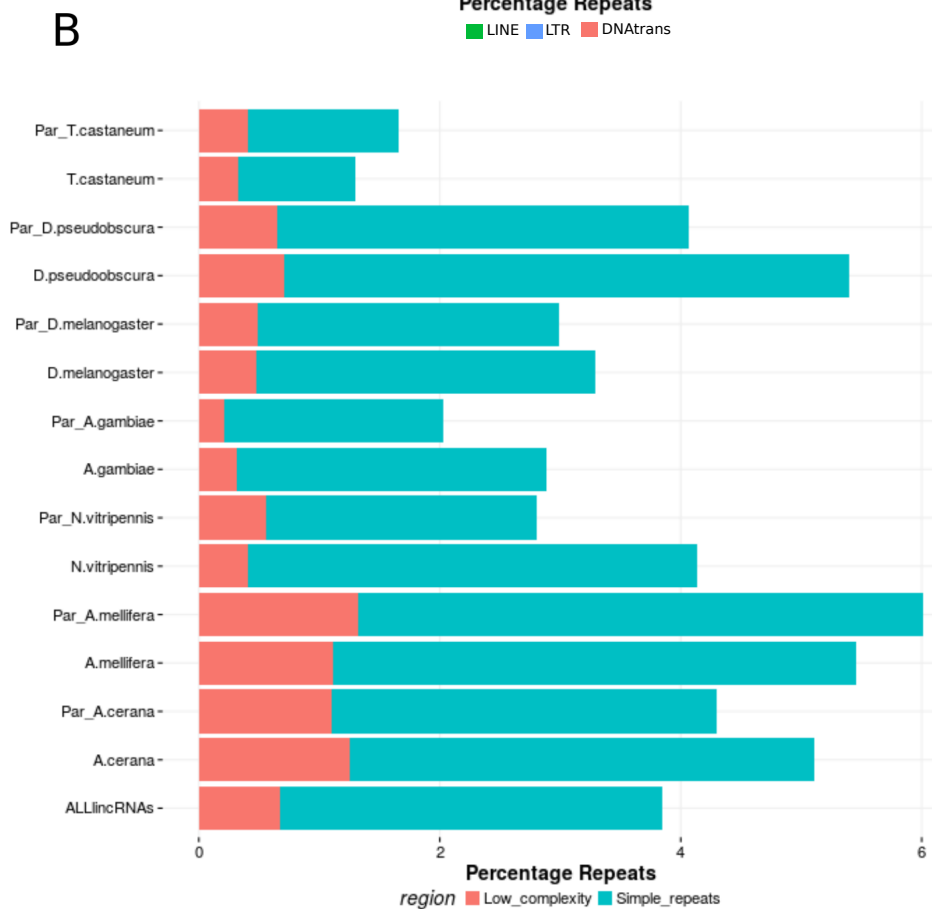 Percentage Repeats
B
LINE LTR DNAtrans
Par_T.castaneum
T.castaneum
Par_D.pseudobscura
D.pseudoobscura
Par_D.melanogaster
D.melanogaster
Par_A.gambiae
A.gambiae
Par_N.vitripennis
N.vitripennis
Par_A.mellifera
A.mellifera
Par_A.cerana
A.cerana
ALLlincRNAs
0 2 4 6
Percentage Repeats
region Low_complexity Simple_repeats